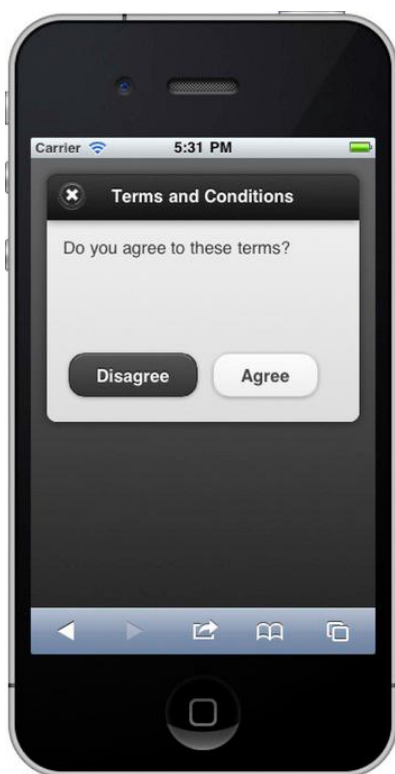 Carrier 5:31 PM
Terms and Conditions
Do you agree to these terms?
Disagree Agree